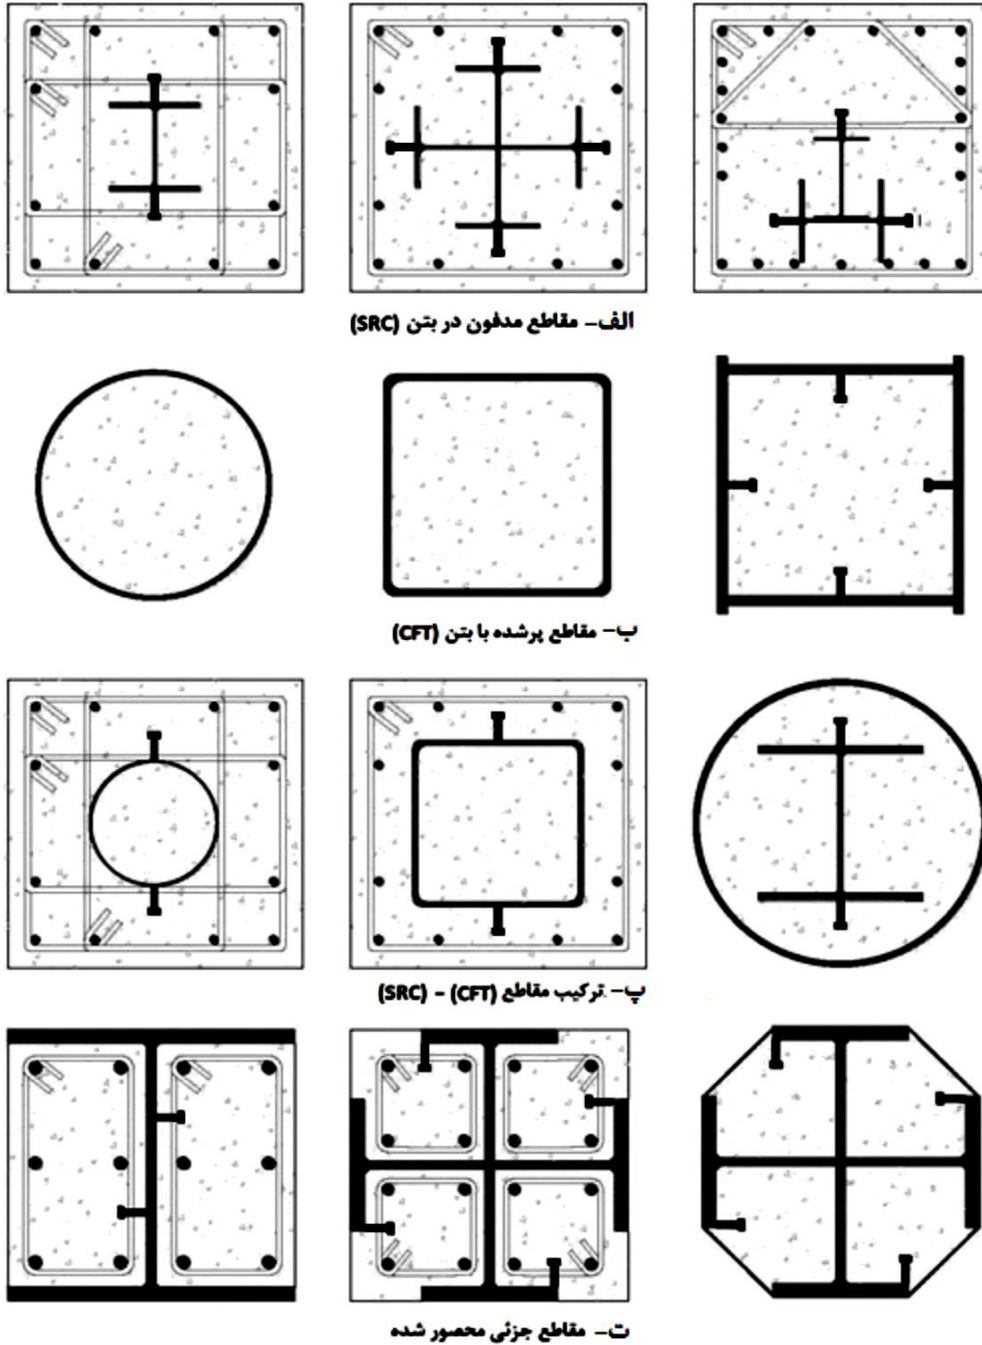 الف- مقاطع مدفون در بتن (SRC)
ب- مقاطع پرشده با بتن (CFT)
پ- ترکیب مقاطع (SRC) - (CFT)
ت- مقاطع جزئی محصور شده